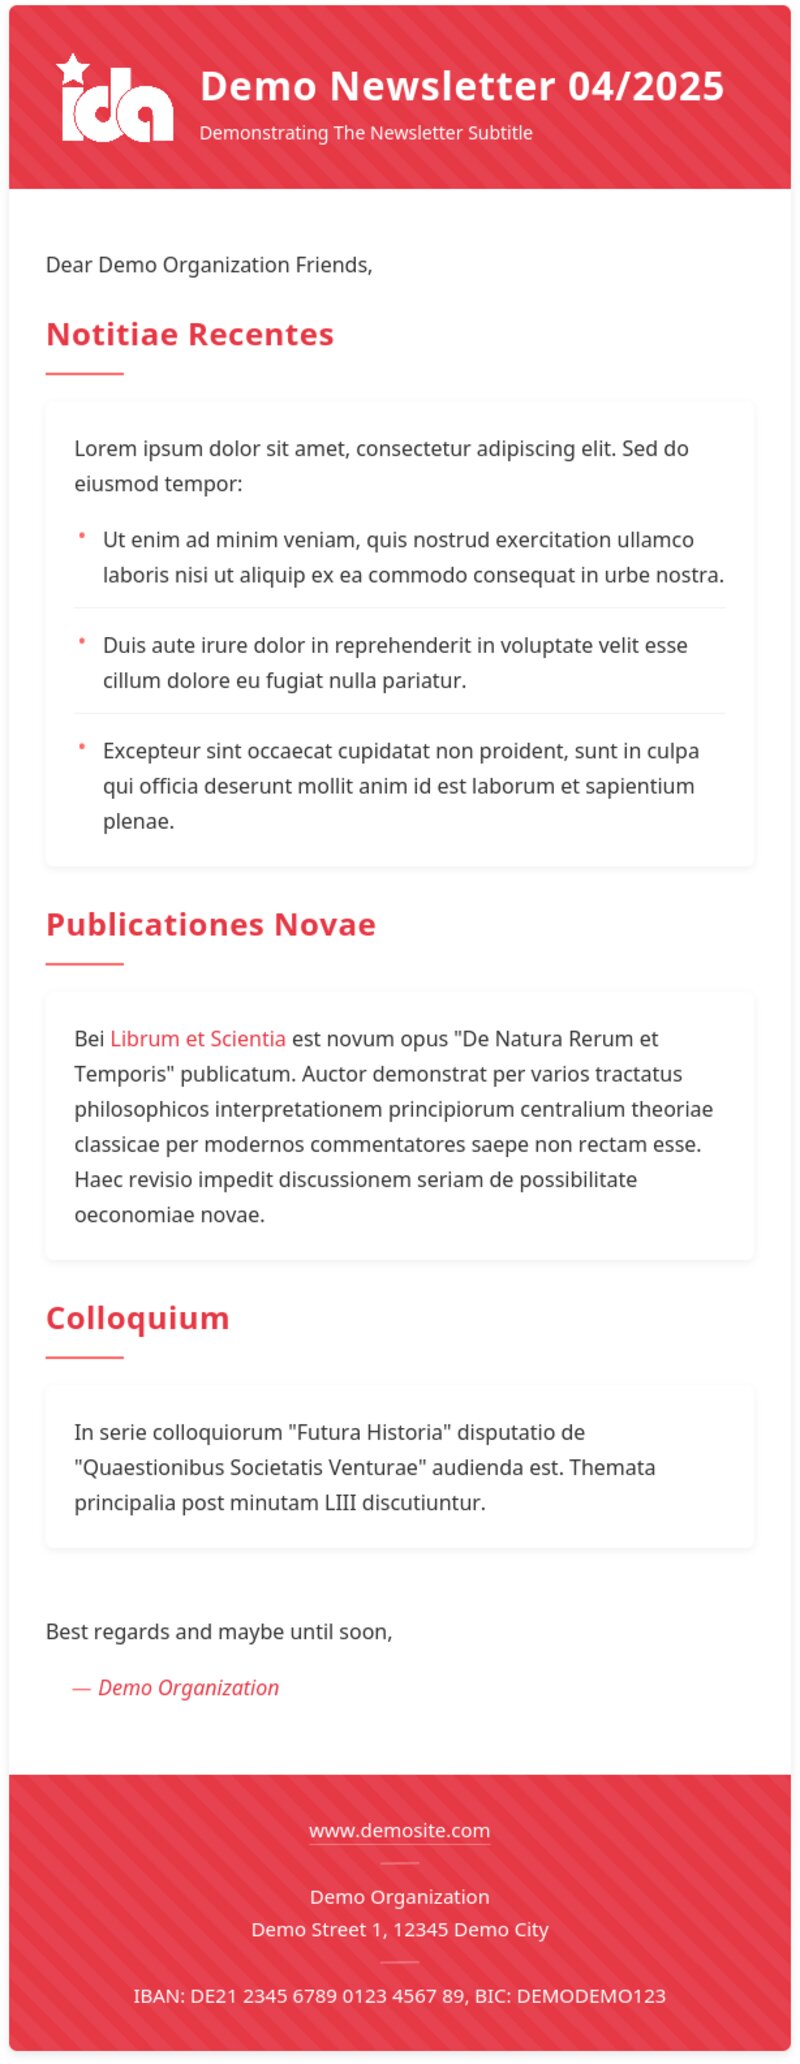 ida
Demo Newsletter 04/2025
Demonstrating The Newsletter Subtitle
Dear Demo Organization Friends,
Notitiae Recentes
Lorem ipsum dolor sit amet, consectetur adipiscing elit. Sed do
eiusmod tempor:
• Ut enim ad minim veniam, quis nostrud exercitation ullamco
laboris nisi ut aliquip ex ea commodo consequat in urbe nostra.
• Duis aute irure dolor in reprehenderit in voluptate velit esse
cillum dolore eu fugiat nulla pariatur.
• Excepteur sint occaecat cupidatat non proident, sunt in culpa
qui officia deserunt mollit anim id est laborum et sapientium
plenae.
Publicationes Novae
Bei Librum et Scientia est novum opus "De Natura Rerum et
Temporis" publicatum. Auctor demonstrat per varios tractatus
philosophicos interpretationem principiorum centralium theoriae
classicae per modernos commentatores saepe non rectam esse.
Haec revisio impedit discussionem seriam de possibilitate
oeconomiae novae.
Colloquium
In serie colloquiorum "Futura Historia" disputatio de
"Quaestionibus Societatis Venturae" audienda est. Themata
principalia post minutam LIII discutiuntur.
Best regards and maybe until soon,
— Demo Organization
www.demosite.com
Demo Organization
Demo Street 1, 12345 Demo City
IBAN: DE21 2345 6789 0123 4567 89, BIC: DEMODEMO123